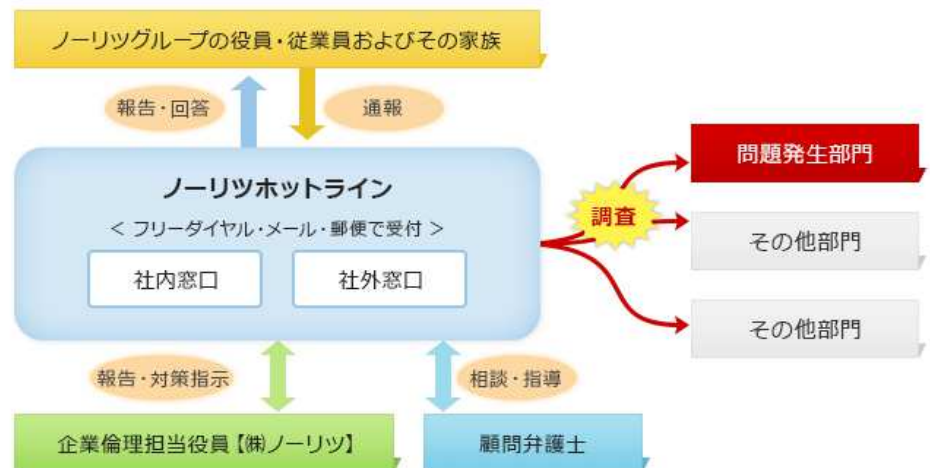 ノーリツグループの役員・従業員およびその家族
報告・回答
通報
ノーリツホットライン
＜ フリーダイヤル・メール・郵便で受付 ＞
社内窓口
社外窓口
調査
問題発生部門
その他部門
その他部門
報告・対策指示
相談・指導
企業倫理担当役員【㈱ノーリツ】
顧問弁護士